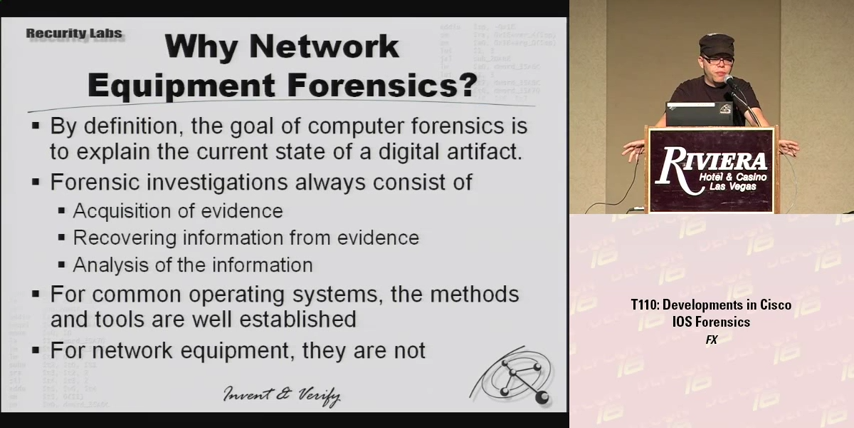 Recurity Labs
Why Network
Equipment Forensics?
By definition, the goal of computer forensics is
to explain the current state of a digital artifact.
Forensic investigations always consist of
Acquisition of evidence
Recovering information from evidence
Analysis of the information
For common operating systems, the methods
and tools are well established
For network equipment, they are not
Invent & Verify
RIVIERA
Hotel & Casino
Las Vegas
T110: Developments in Cisco
IOS Forensics
FX